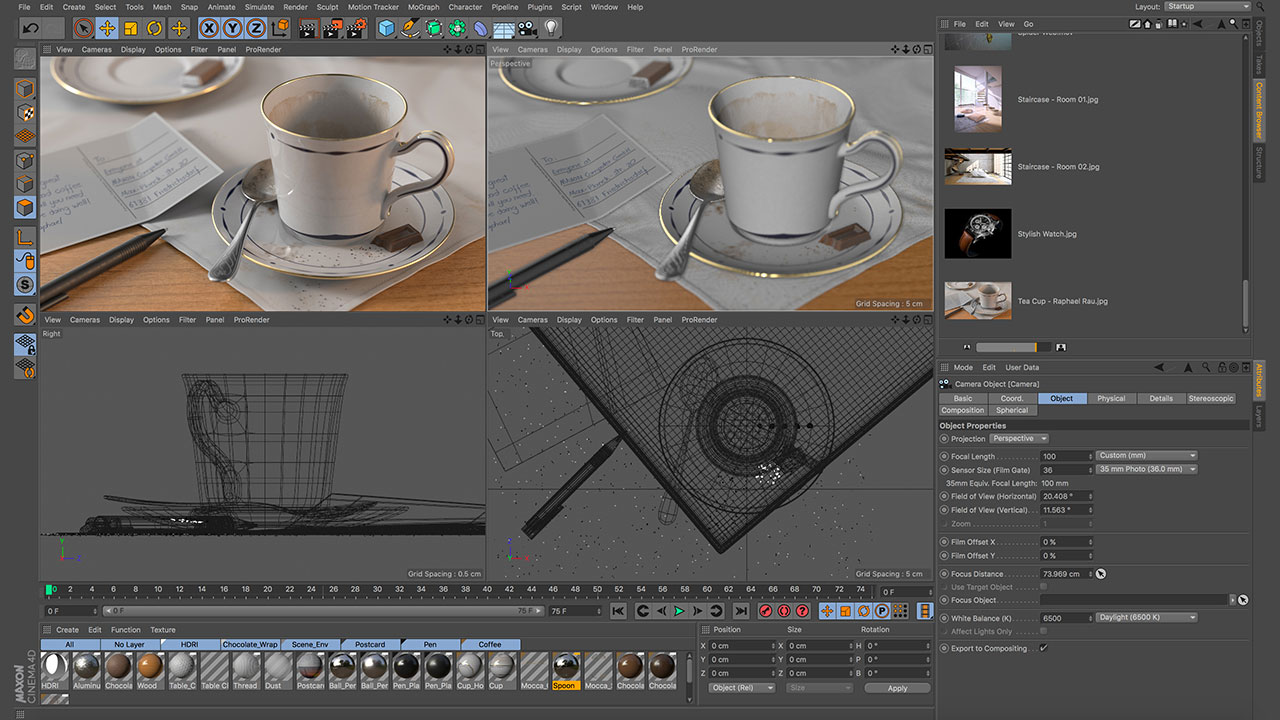 File Edit Create Select Tools Mesh Snap Animate Simulate Render Sculpt Motion Tracker MoGraph Character Pipeline Plugins Script Window Help
Layout: Startup
View Cameras Display Options Filter Panel ProRender
View Cameras Display Options Filter Panel ProRender
Perspective
Grid Spacing : 5 cm
View Cameras Display Options Filter Panel ProRender
Right
Grid Spacing : 0.5 cm
View Cameras Display Options Filter Panel ProRender
Top
Grid Spacing : 5 cm
File Edit View Go
Staircase - Room 01.jpg
Staircase - Room 02.jpg
Stylish Watch.jpg
Tea Cup - Raphael Rau.jpg
Objects
Takes
Content Browser
Structure
Mode Edit User Data
Camera Object [Camera]
Basic Coord. Object Physical Details Stereoscopic
Composition Spherical
Object Properties
Projection Perspective
Focal Length 100 Custom (mm)
Sensor Size (Film Gate) 36 35 mm Photo (36.0 mm)
35mm Equiv. Focal Length: 100 mm
Field of View (Horizontal) 20.408 °
Field of View (Vertical) 11.563 °
Zoom 1
Film Offset X 0 %
Film Offset Y 0 %
Focus Distance 73.969 cm
Use Target Object
Focus Object
White Balance (K) 6500 Daylight (6500 K)
Affect Lights Only
Export to Compositing
Attributes
Layers
0 2 4 6 8 10 12 14 16 18 20 22 24 26 28 30 32 34 36 38 40 42 44 46 48 50 52 54 56 58 60 62 64 66 68 70 72 74
0 F
0 F 0 F 75 F 75 F
Create Edit Function Texture
All No Layer HDRI Chocolate_Wrap Scene_Env Postcard Pen Coffee
HDRI Aluminu Chocola Wood Table_C Table Cl Thread Dust Postcar Ball_Per Ball_Per Pen_Pla Pen_Pla Cup_Ho Cup Mocca_ Spoon Mocca_ Chocola Chocola
Position Size Rotation
X 0 cm X 0 cm H 0 °
Y 0 cm Y 0 cm P 0 °
Z 0 cm Z 0 cm B 0 °
Object (Rel) Size Apply
MAXON
CINEMA 4D